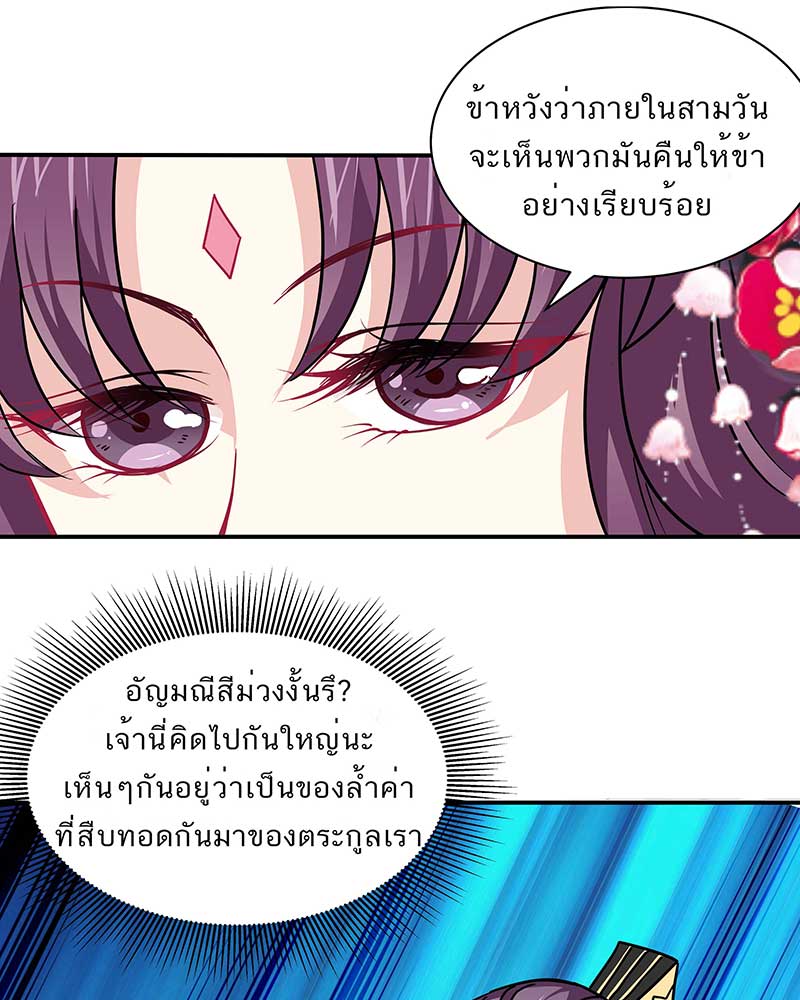 ข้าหวังว่าภายในสามวัน
จะเห็นพวกมันคืนให้ข้า
อย่างเรียบร้อย
อัญมณีสีม่วงงั้นรึ?
เจ้านี่คิดไปกันใหญ่นะ
เห็นๆกันอยู่ว่าเป็นของล้ำค่า
ที่สืบทอดกันมาของตระกูลเรา